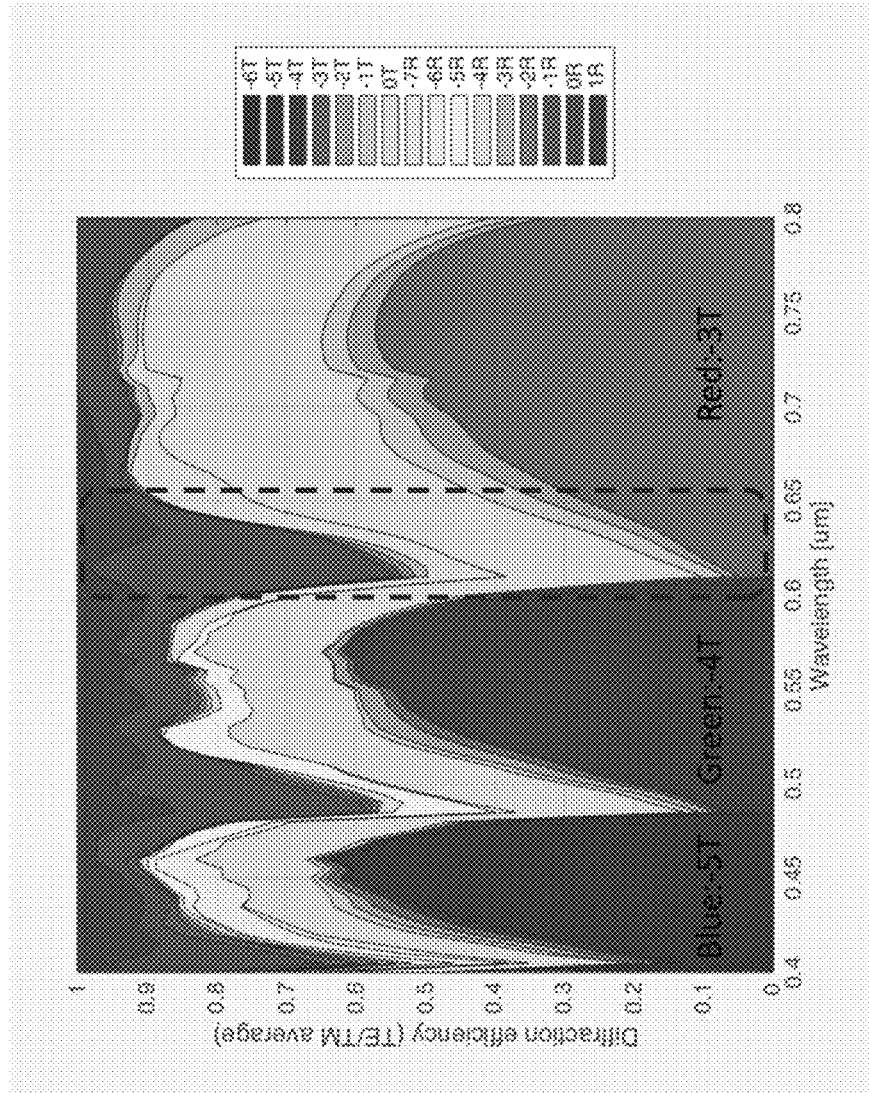 -6T
-5T
-4T
-3T
-2T
-1T
0T
-7R
-6R
-5R
-4R
-3R
-2R
-1R
0R
1R
Diffraction efficiency (TE/TM average)
1
0.9
0.8
0.7
0.6
0.5
0.4
0.3
0.2
0.1
0
Blue:-5T Green:-4T Red:-3T
0.4 0.45 0.5 0.55 0.6 0.65 0.7 0.75 0.8
Wavelength [um]